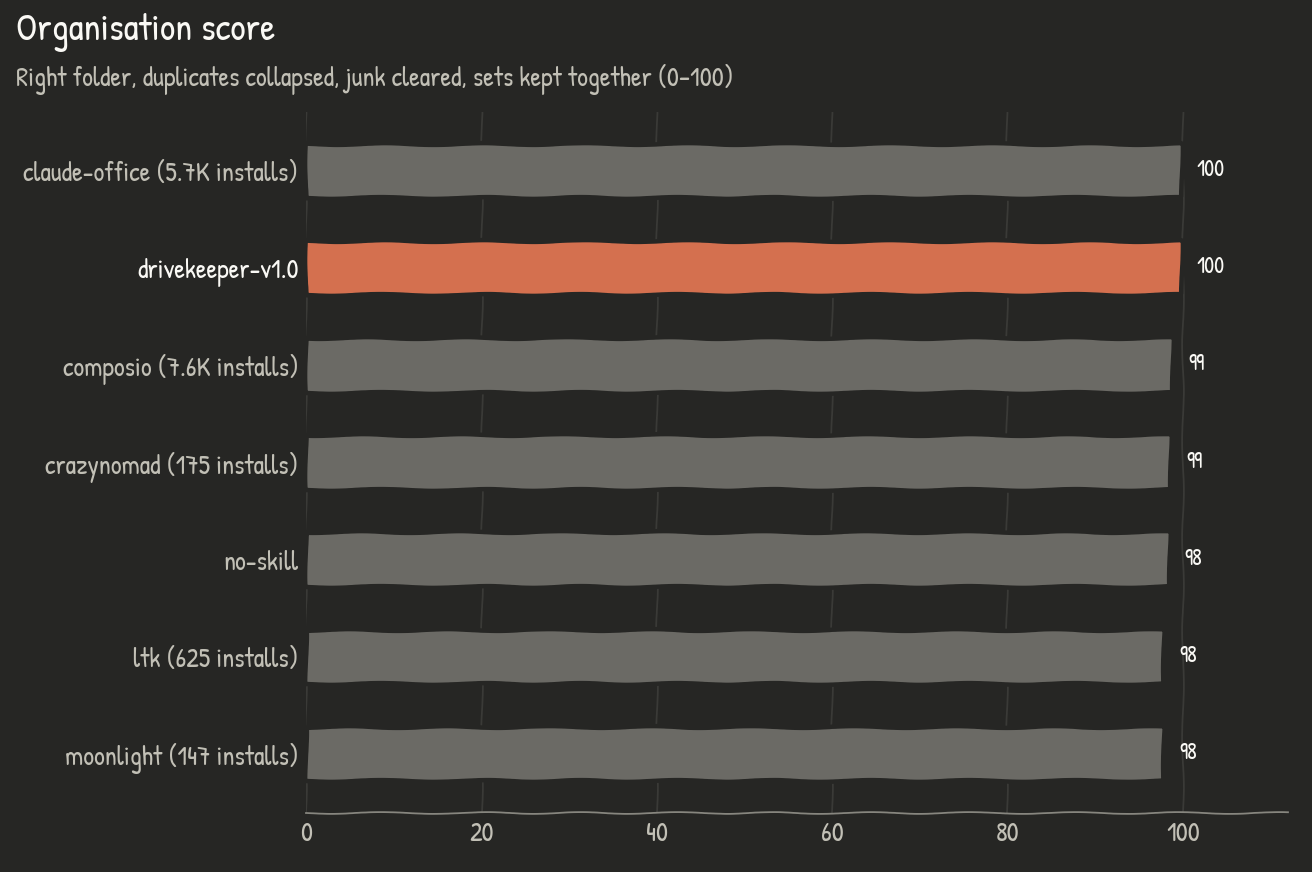 Organisation score
Right folder, duplicates collapsed, junk cleared, sets kept together (0-100)
claude-office (5.7K installs) 100
drivekeeper-v1.0 100
composio (7.6K installs) 99
crazynomad (175 installs) 99
no-skill 98
ltk (625 installs) 98
moonlight (147 installs) 98
0 20 40 60 80 100